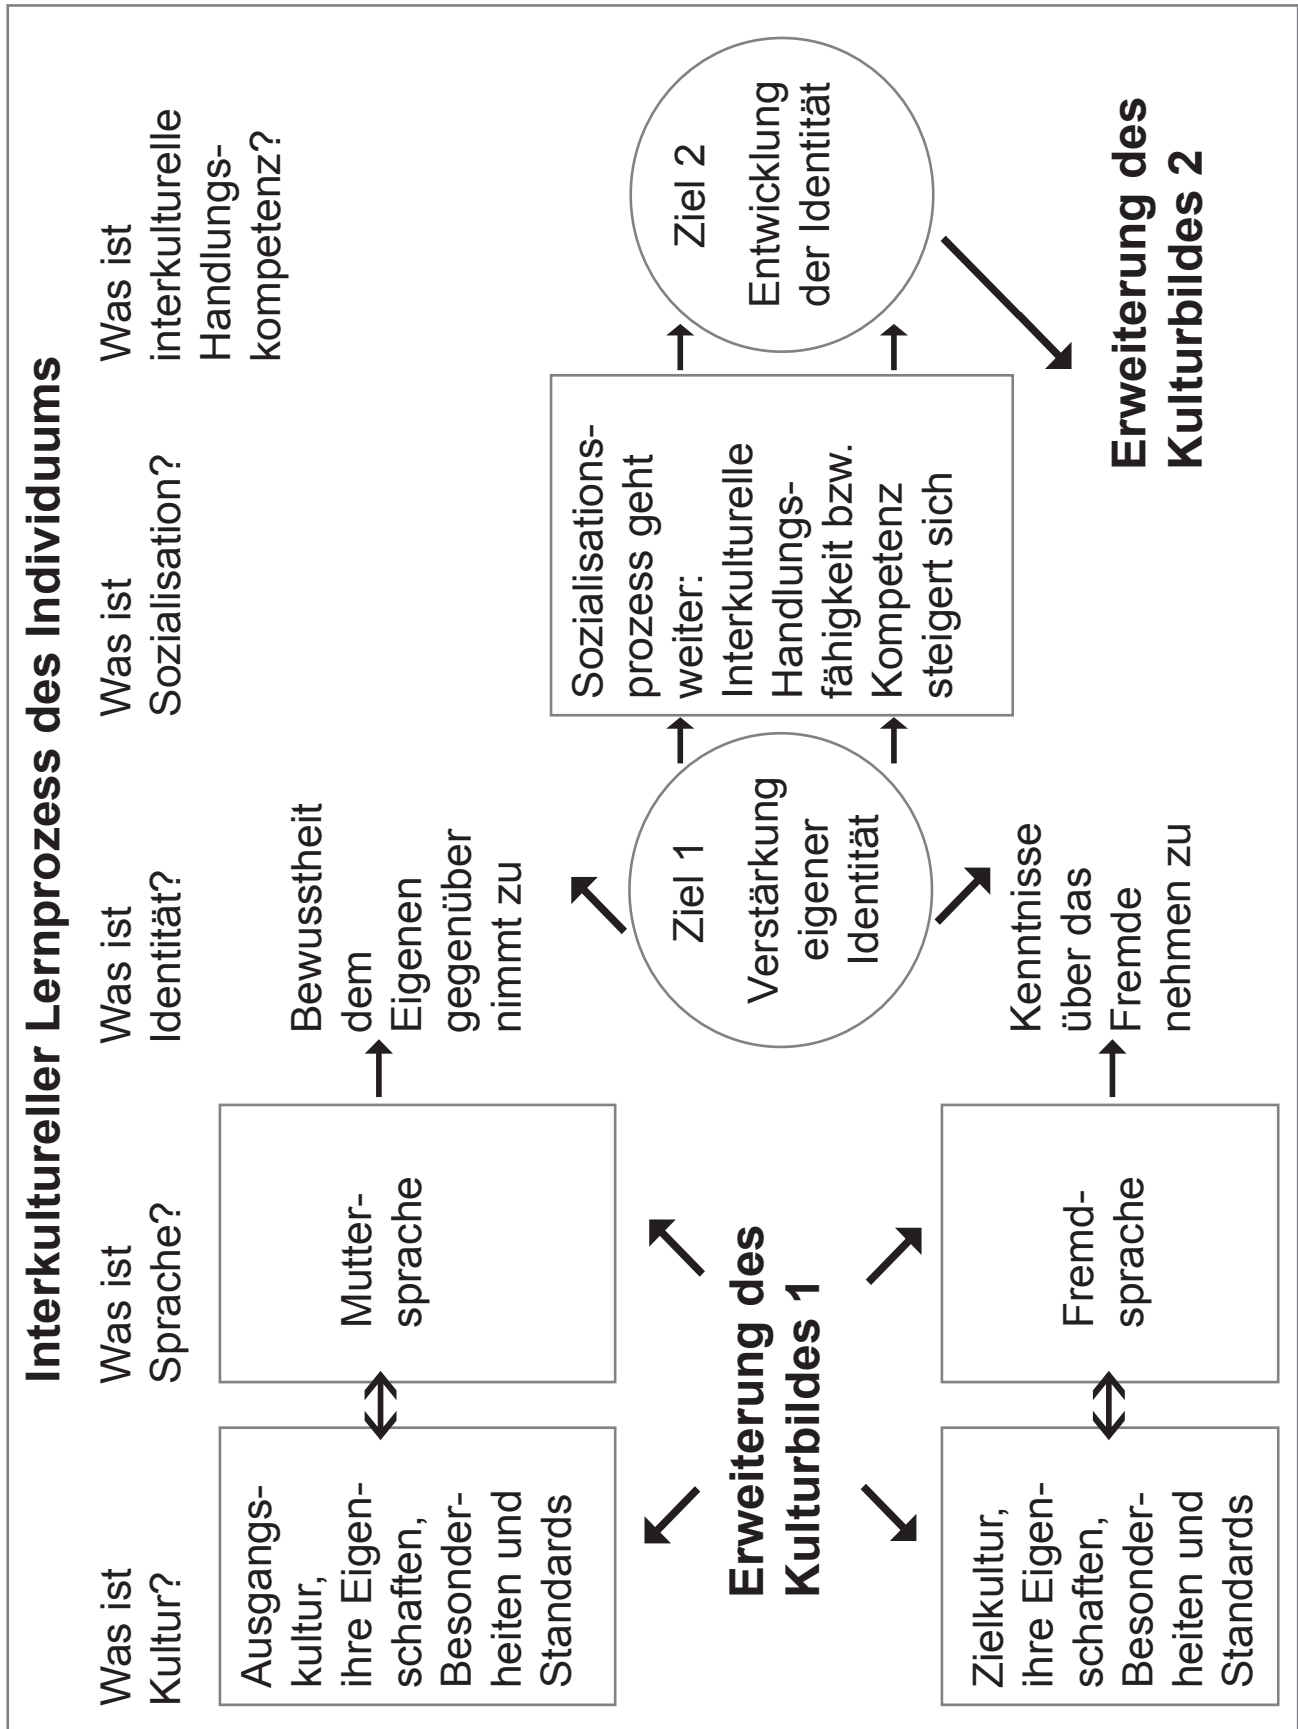 Interkultureller Lernprozess des Individuums
Was ist
Kultur?
Was ist
Sprache?
Was ist
Identität?
Was ist
Sozialisation?
Was ist
interkulturelle
Handlungs-
kompetenz?
Ausgangs-
kultur,
ihre Eigen-
schaften,
Besonder-
heiten und
Standards
Mutter-
sprache
Bewusstheit
dem
Eigenen
gegenüber
nimmt zu
Erweiterung des
Kulturbildes 1
Ziel 1
Verstärkung
eigener
Identität
Sozialisations-
prozess geht
weiter:
Interkulturelle
Handlungs-
fähigkeit bzw.
Kompetenz
steigert sich
Ziel 2
Entwicklung
der Identität
Zielkultur,
ihre Eigen-
schaften,
Besonder-
heiten und
Standards
Fremd-
sprache
Kenntnisse
über das
Fremde
nehmen zu
Erweiterung des
Kulturbildes 2